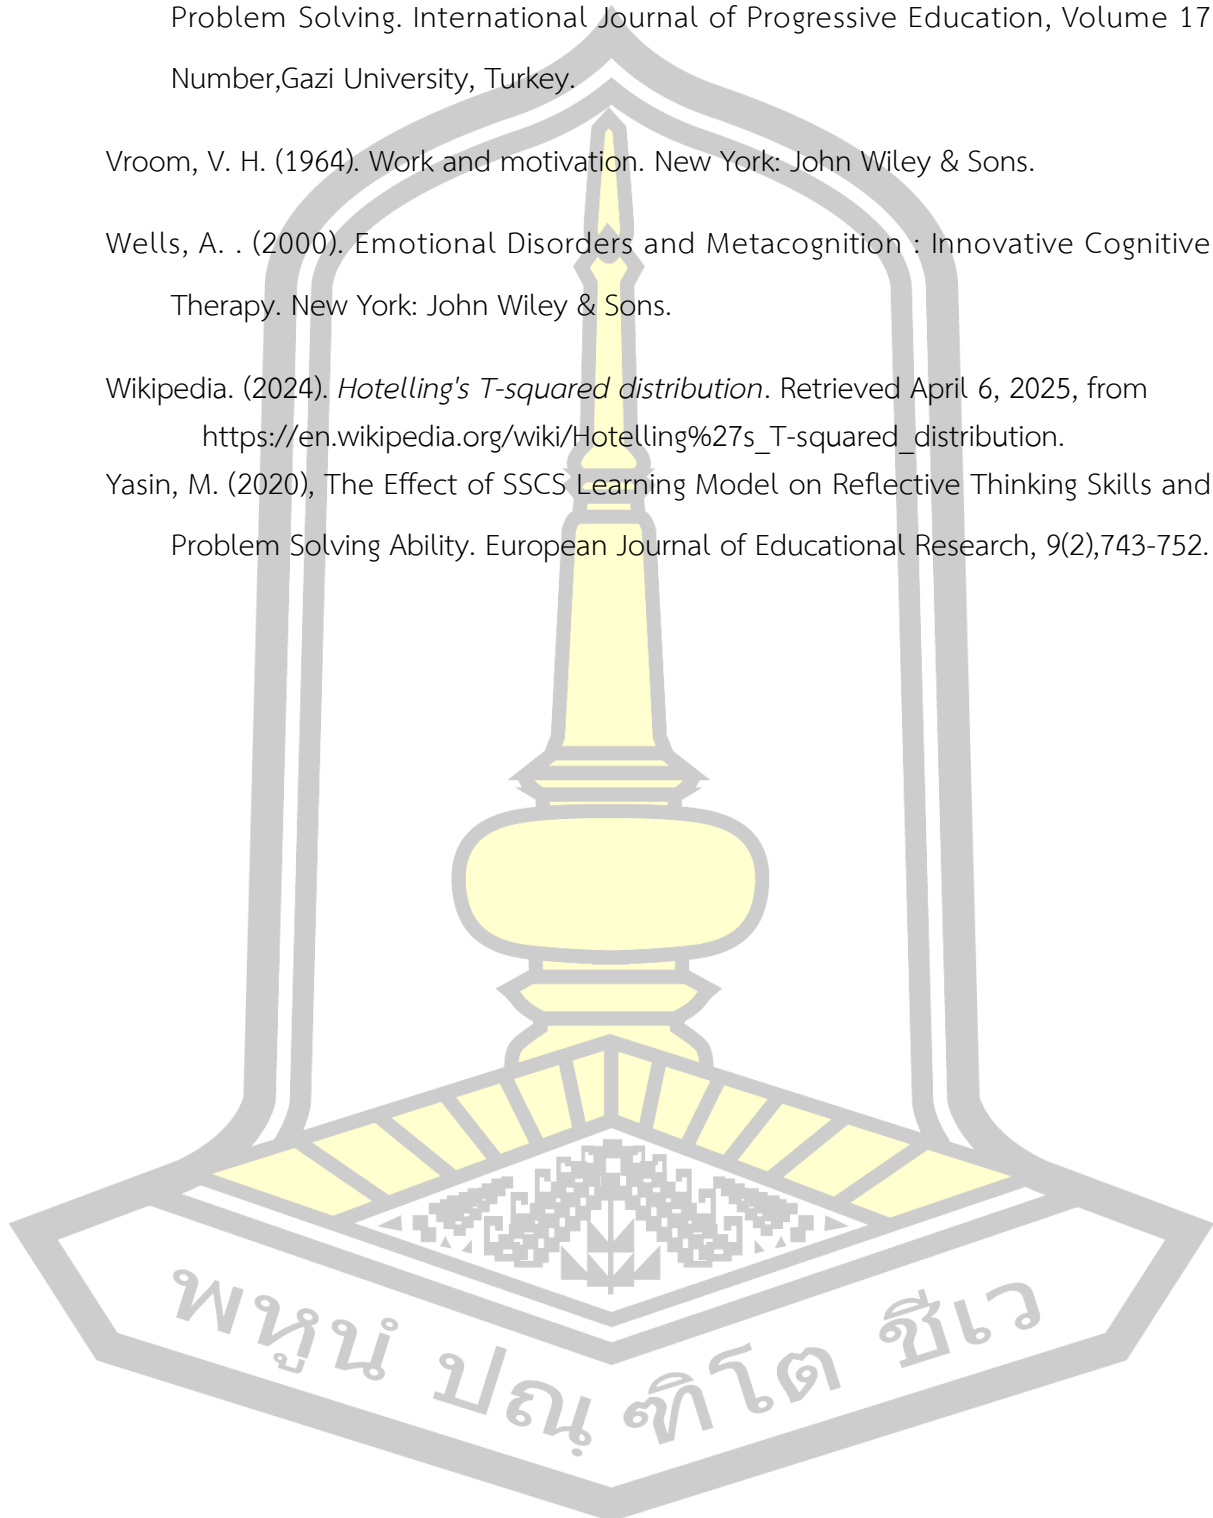 Problem Solving. International Journal of Progressive Education, Volume 17
Number,Gazi University, Turkey.
Vroom, V. H. (1964). Work and motivation. New York: John Wiley & Sons.
Wells, A. . (2000). Emotional Disorders and Metacognition : Innovative Cognitive
Therapy. New York: John Wiley & Sons.
Wikipedia. (2024). Hotelling's T-squared distribution. Retrieved April 6, 2025, from
https://en.wikipedia.org/wiki/Hotelling%27s_T-squared_distribution.
Yasin, M. (2020), The Effect of SSCS Learning Model on Reflective Thinking Skills and
Problem Solving Ability. European Journal of Educational Research, 9(2),743-752.
พหูนํ ปณฺ ฑิโต ชีเว